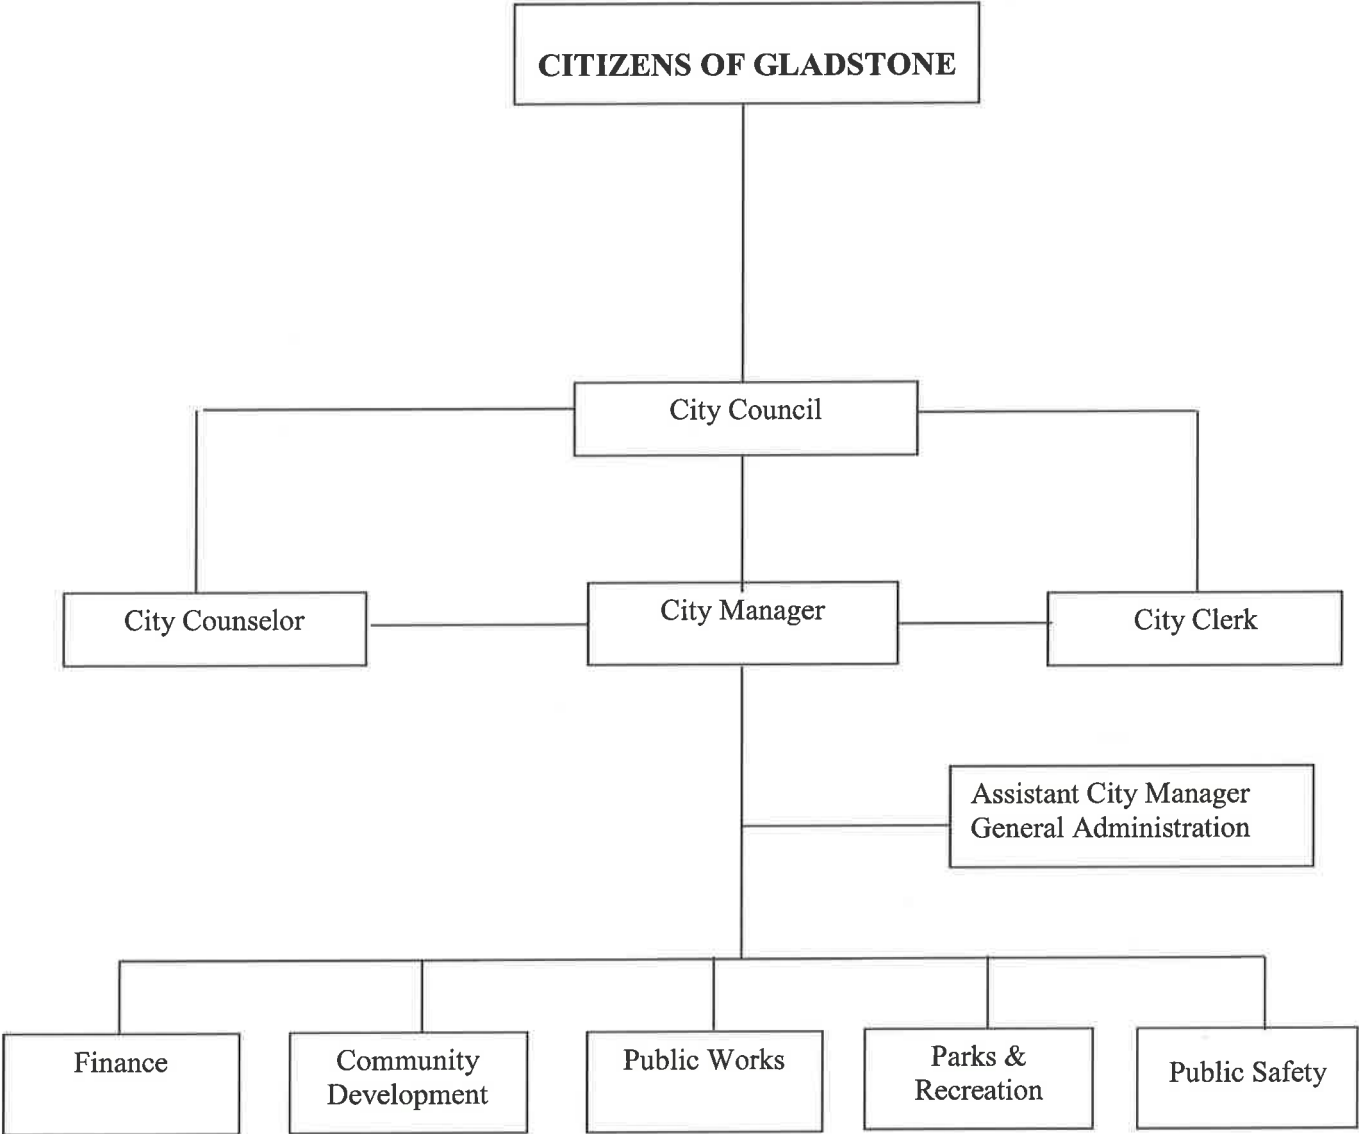 CITIZENS OF GLADSTONE
City Council
City Counselor
City Manager
City Clerk
Assistant City Manager
General Administration
Finance
Community
Development
Public Works
Parks &
Recreation
Public Safety